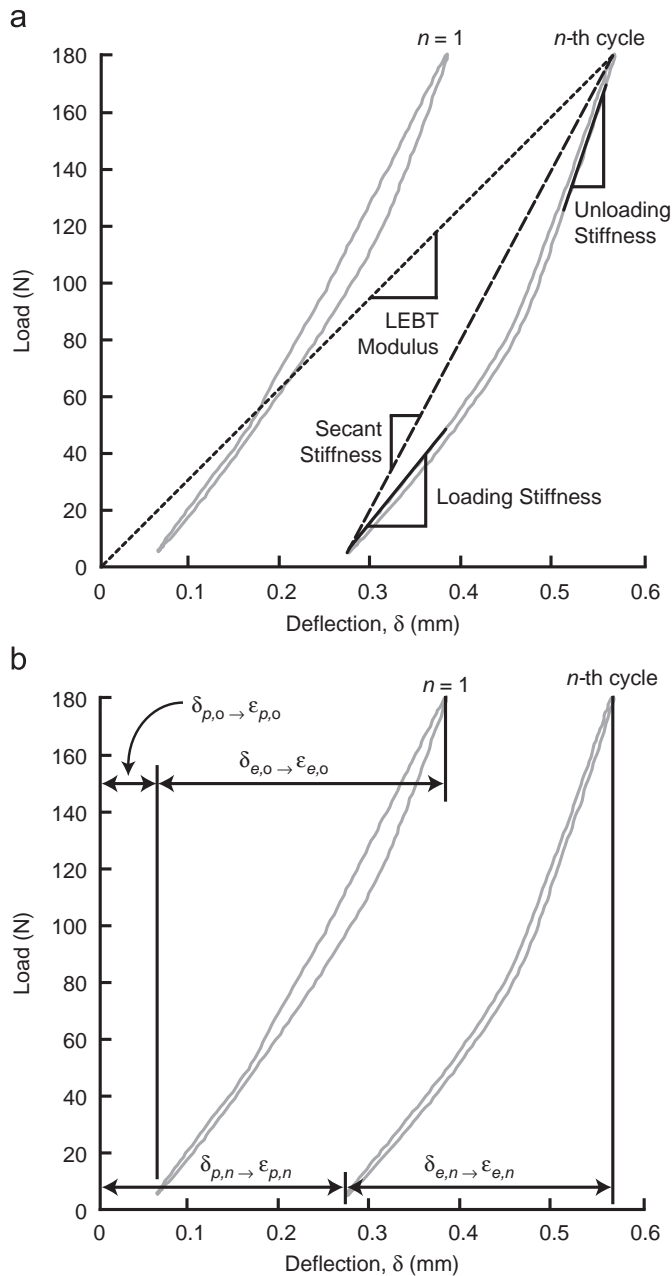 a
n = 1
n-th cycle
180
160
140
120
100
80
60
40
20
0
Load (N)
Unloading
Stiffness
LEBT
Modulus
Secant
Stiffness
Loading Stiffness
0
0.1
0.2
0.3
0.4
0.5
0.6
Deflection, δ (mm)
b
n = 1
n-th cycle
δp,o→εp,o
δe,o→εe,o
180
160
140
120
100
80
60
40
20
0
Load (N)
δp,n→εp,n
δe,n→εe,n
0
0.1
0.2
0.3
0.4
0.5
0.6
Deflection, δ (mm)